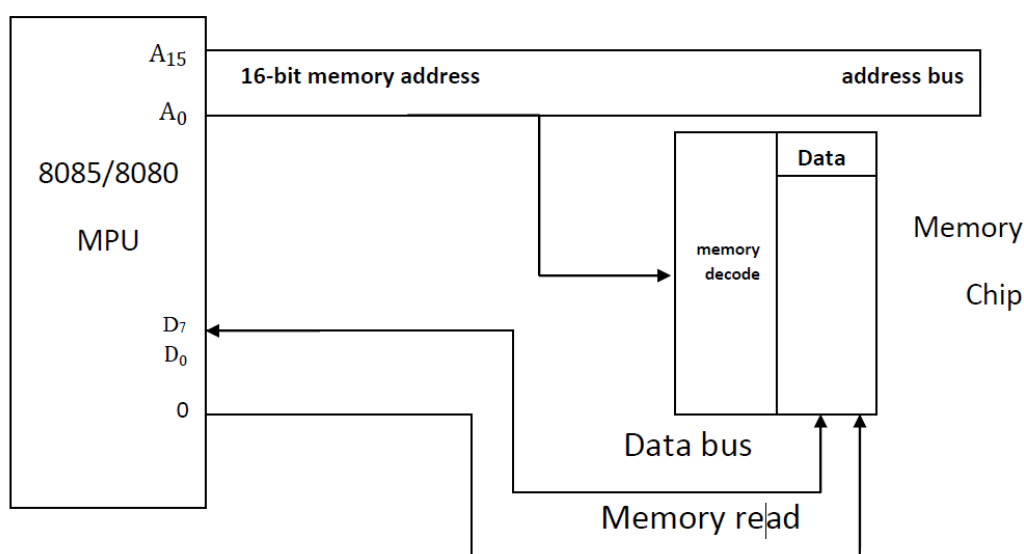 A₁₅
16-bit memory address address bus
A₀
8085/8080
MPU
Data
memory
decode
Memory
Chip
D₇
D₀
0
Data bus
Memory read